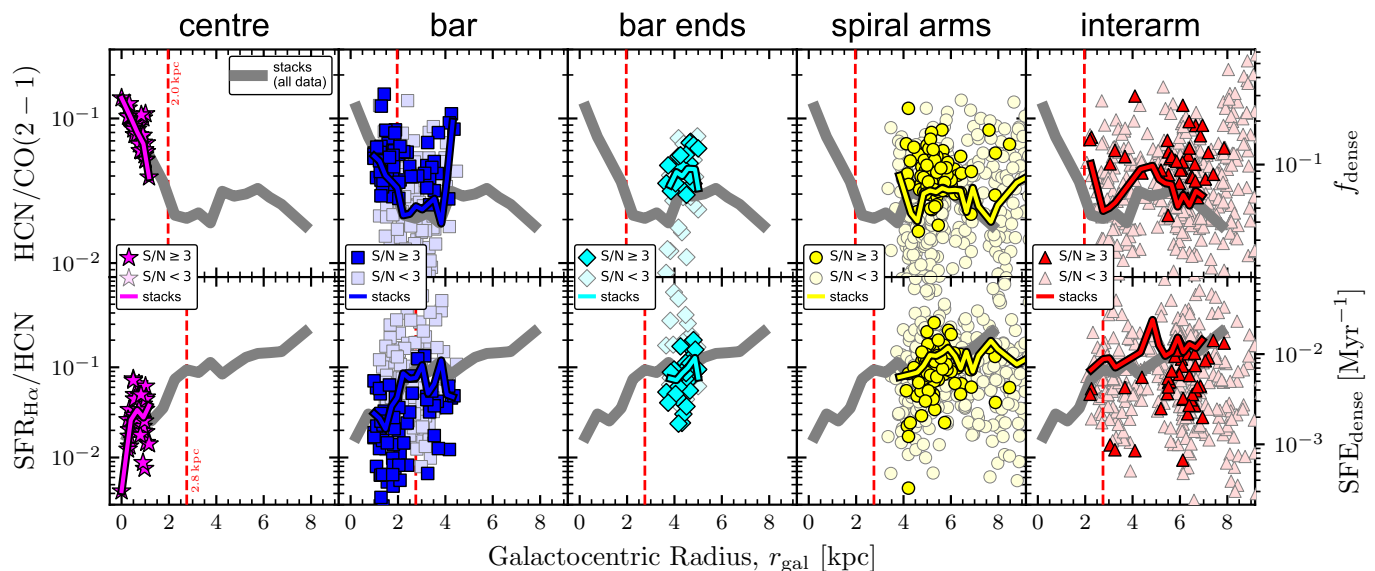 centre bar bar ends spiral arms interarm
HCN/CO(2 − 1)
10⁻¹
10⁻²
2.0 kpc
stacks
(all data)
f_dense
10⁻¹
S/N ≥ 3 S/N ≥ 3 S/N ≥ 3 S/N ≥ 3 S/N ≥ 3
S/N < 3 S/N < 3 S/N < 3 S/N < 3 S/N < 3
stacks stacks stacks stacks stacks
SFR_Hα/HCN
10⁻¹
10⁻²
2.8 kpc
SFE_dense [Myr⁻¹]
10⁻²
10⁻³
0 2 4 6 8 0 2 4 6 8 0 2 4 6 8 0 2 4 6 8 0 2 4 6 8
Galactocentric Radius, r_gal [kpc]